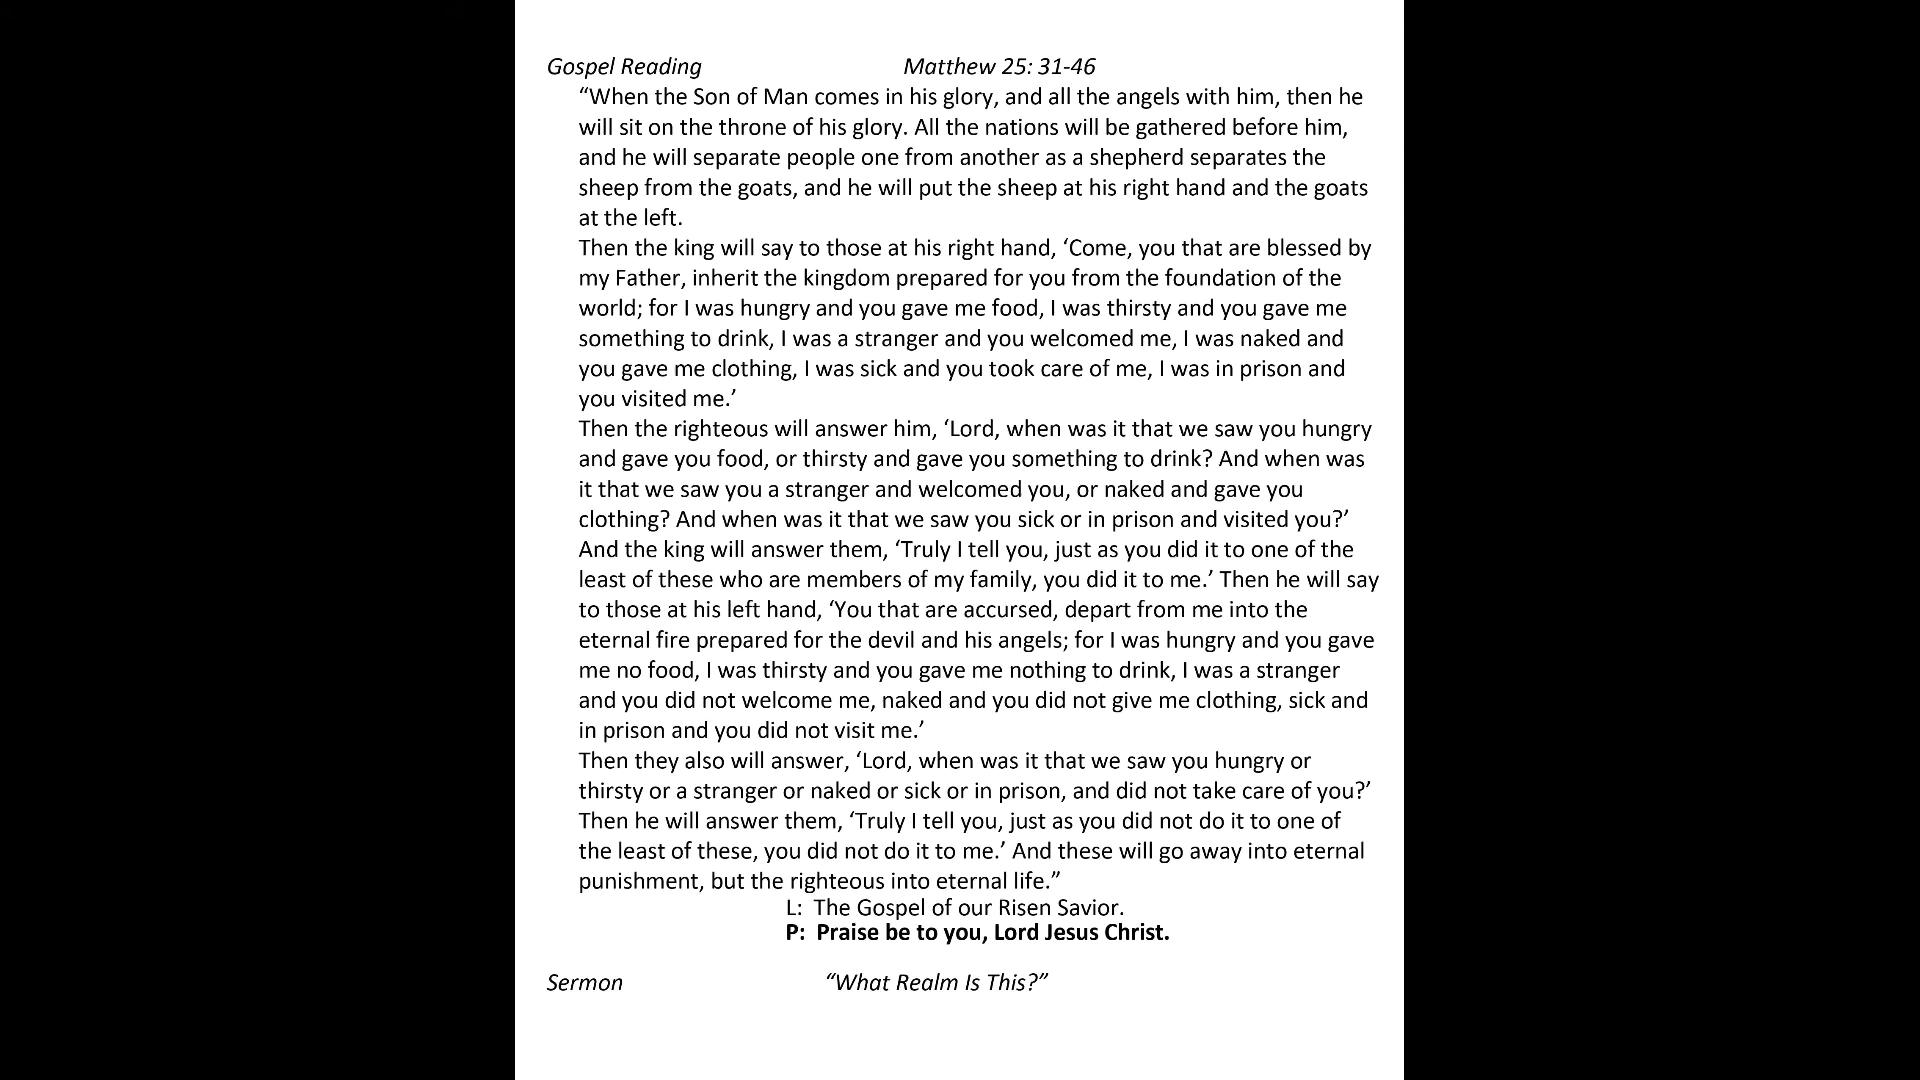 Gospel Reading Matthew 25: 31-46
“When the Son of Man comes in his glory, and all the angels with him, then he
will sit on the throne of his glory. All the nations will be gathered before him,
and he will separate people one from another as a shepherd separates the
sheep from the goats, and he will put the sheep at his right hand and the goats
at the left.
Then the king will say to those at his right hand, ‘Come, you that are blessed by
my Father, inherit the kingdom prepared for you from the foundation of the
world; for I was hungry and you gave me food, I was thirsty and you gave me
something to drink, I was a stranger and you welcomed me, I was naked and
you gave me clothing, I was sick and you took care of me, I was in prison and
you visited me.’
Then the righteous will answer him, ‘Lord, when was it that we saw you hungry
and gave you food, or thirsty and gave you something to drink? And when was
it that we saw you a stranger and welcomed you, or naked and gave you
clothing? And when was it that we saw you sick or in prison and visited you?’
And the king will answer them, ‘Truly I tell you, just as you did it to one of the
least of these who are members of my family, you did it to me.’ Then he will say
to those at his left hand, ‘You that are accursed, depart from me into the
eternal fire prepared for the devil and his angels; for I was hungry and you gave
me no food, I was thirsty and you gave me nothing to drink, I was a stranger
and you did not welcome me, naked and you did not give me clothing, sick and
in prison and you did not visit me.’
Then they also will answer, ‘Lord, when was it that we saw you hungry or
thirsty or a stranger or naked or sick or in prison, and did not take care of you?’
Then he will answer them, ‘Truly I tell you, just as you did not do it to one of
the least of these, you did not do it to me.’ And these will go away into eternal
punishment, but the righteous into eternal life.”
L: The Gospel of our Risen Savior.
P: Praise be to you, Lord Jesus Christ.
Sermon “What Realm Is This?”